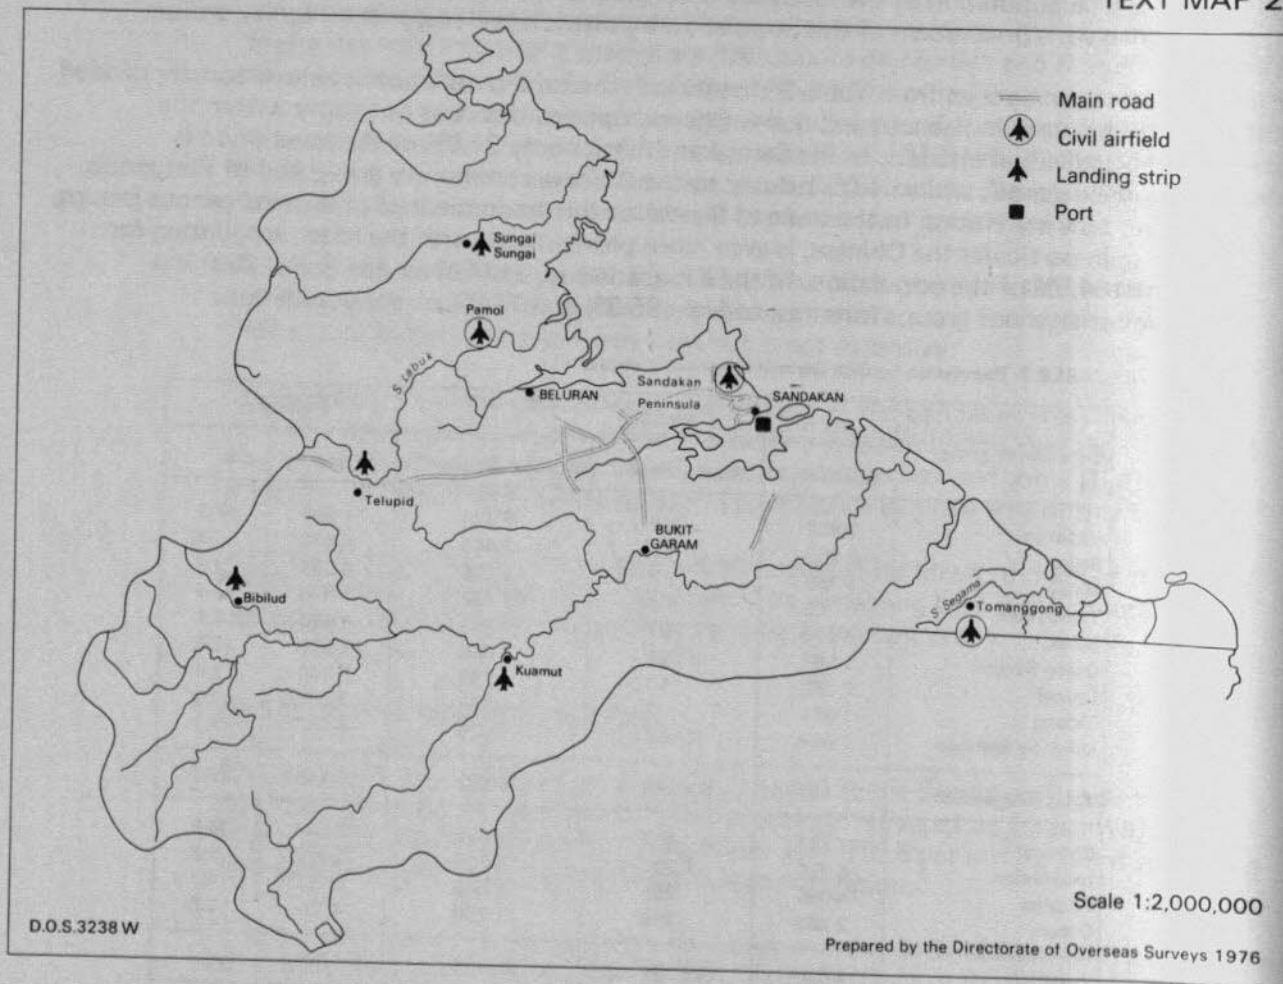 TEXT MAP 2
Main road
Civil airfield
Landing strip
Port
Sungai
Sungai
Pamol
S. Labuk
BELURAN
Sandakan
Peninsula
SANDAKAN
Telupid
BUKIT
GARAM
Bibilud
S. Segama
Tomanggong
Kuamut
Scale 1:2,000,000
D.O.S.3238W
Prepared by the Directorate of Overseas Surveys 1976